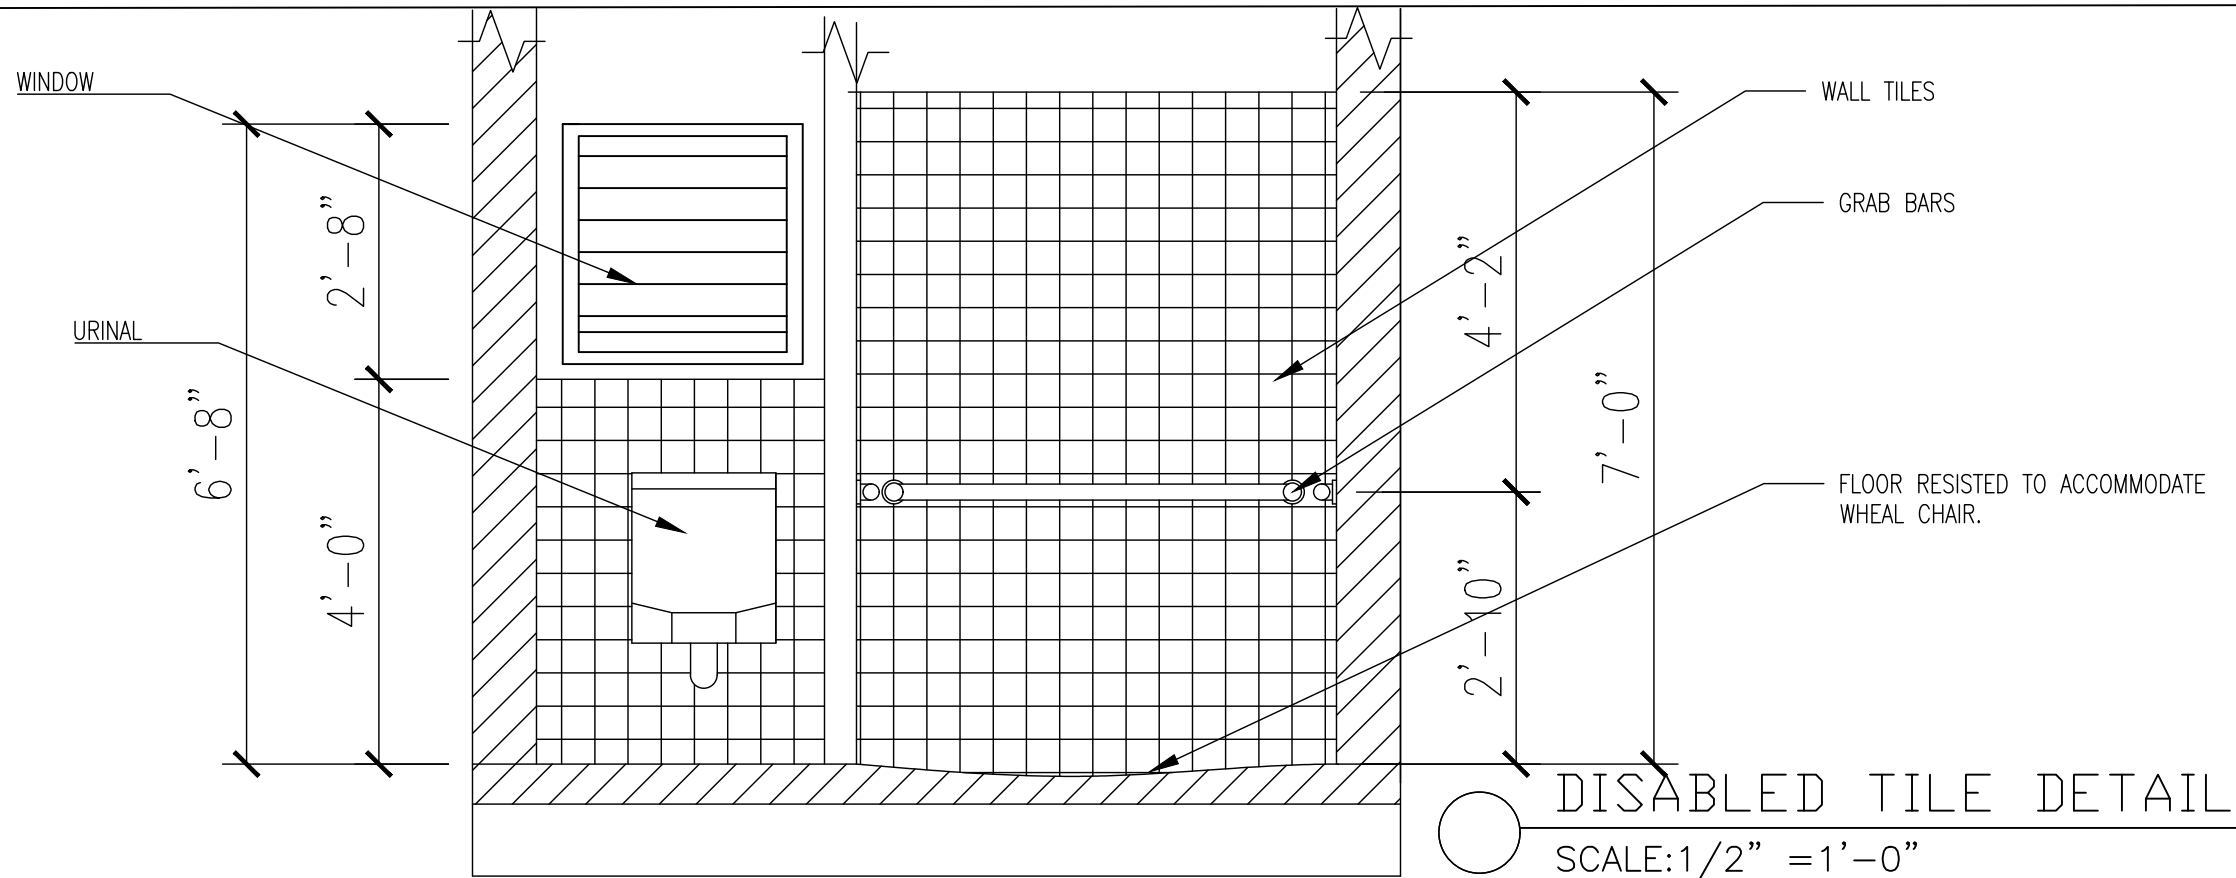 WINDOW
URINAL
6'-8"
2'-8"
4'-0"
WALL TILES
GRAB BARS
FLOOR RESISTED TO ACCOMMODATE
WHEAL CHAIR.
4'-2"
2'-10"
7'-0"
DISABLED TILE DETAIL
SCALE:1/2" =1'-0"